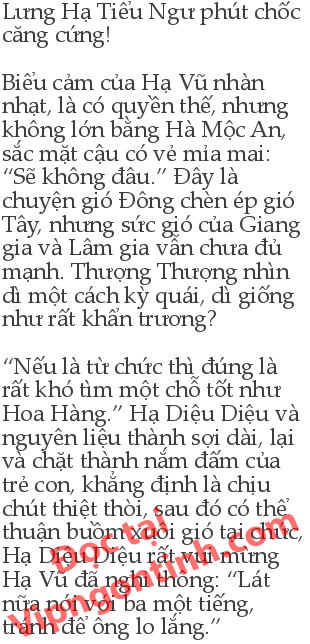 Lưng Hạ Tiểu Ngư phút chốc
căng cứng!
Biểu cảm của Hạ Vũ nhàn
nhạt, là có quyền thế, nhưng
không lớn bằng Hà Mộc An,
sắc mặt cậu có vẻ mỉa mai:
“Sẽ không đâu.” Đây là
chuyện gió Đông chèn ép gió
Tây, nhưng sức gió của Giang
gia và Lâm gia vẫn chưa đủ
mạnh. Thượng Thượng nhìn
dì một cách kỳ quái, dì giống
như rất khẩn trương?
“Nếu là từ chức thì đúng là
rất khó tìm một chỗ tốt như
Hoa Hàng.” Hạ Diệu Diệu và
nguyên liệu thành sợi dài, lại
và chặt thành nắm đấm của
trẻ con, khẳng định là chịu
chút thiệt thòi, sau đó có thể
thuận buồm xuôi gió tại chức,
Hạ Diệu Diệu rất vui mừng
Hạ Vũ đã nghĩ thông: “Lát
nữa nói với ba một tiếng,
tránh để ông lo lắng.”
Đọc tại
Vipngontinh.com